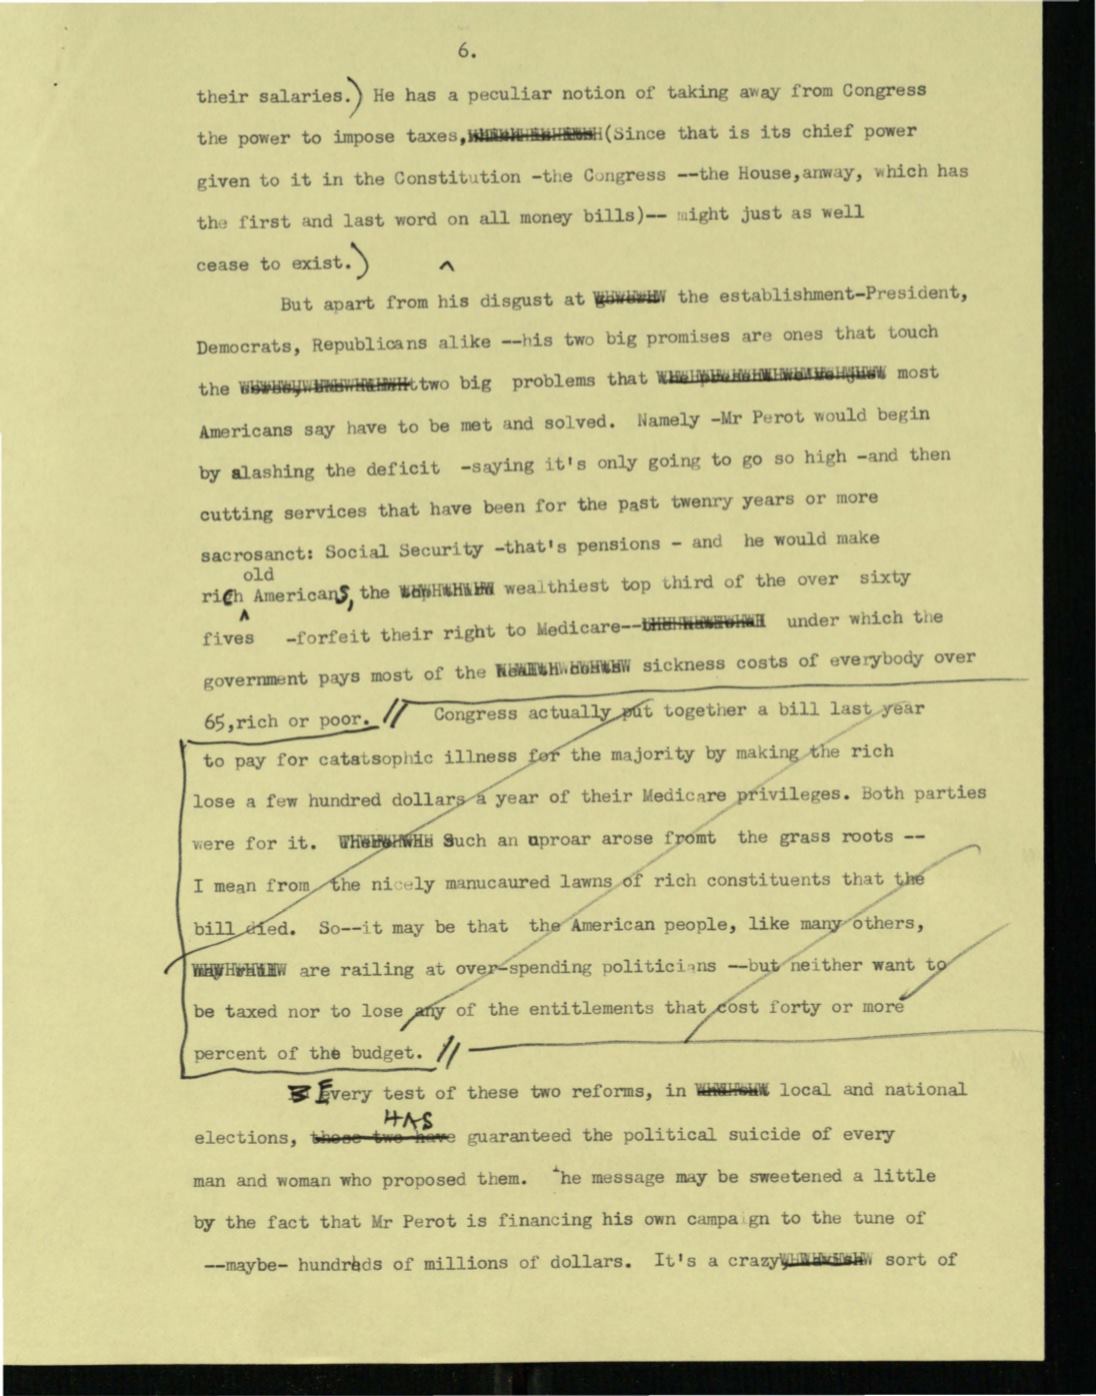 6.
their salaries.) He has a peculiar notion of taking away from Congress
the power to impose taxes, (Since that is its chief power
given to it in the Constitution -the Congress --the House,anway, which has
the first and last word on all money bills)-- might just as well
cease to exist.) ^
But apart from his disgust at the establishment-President,
Democrats, Republicans alike --his two big promises are ones that touch
the two big problems that most
Americans say have to be met and solved. Namely -Mr Perot would begin
by alashing the deficit -saying it's only going to go so high -and then
cutting services that have been for the past twenry years or more
sacrosanct: Social Security -that's pensions - and he would make
old
rich Americans, the wealthiest top third of the over sixty
fives -forfeit their right to Medicare-- under which the
government pays most of the sickness costs of everybody over
65,rich or poor. // Congress actually put together a bill last year
to pay for catatsophic illness for the majority by making the rich
lose a few hundred dollars a year of their Medicare privileges. Both parties
were for it. Such an uproar arose fromt the grass roots --
I mean from the nicely manucaured lawns of rich constituents that the
bill died. So--it may be that the American people, like many others,
are railing at over-spending politicians --but neither want to
be taxed nor to lose any of the entitlements that cost forty or more
percent of the budget. //
Every test of these two reforms, in local and national
HAS
elections, those two have guaranteed the political suicide of every
man and woman who proposed them. The message may be sweetened a little
by the fact that Mr Perot is financing his own campaign to the tune of
--maybe- hundreds of millions of dollars. It's a crazy sort of